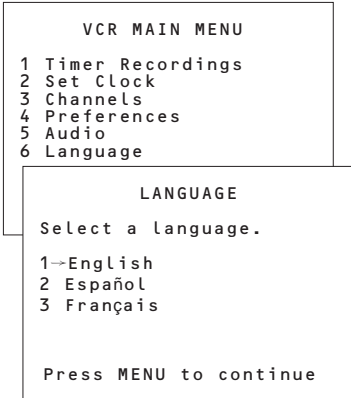 VCR MAIN MENU
1 Timer Recordings
2 Set Clock
3 Channels
4 Preferences
5 Audio
6 Language
LANGUAGE
Select a language.
1→English
2 Español
3 Français
Press MENU to continue